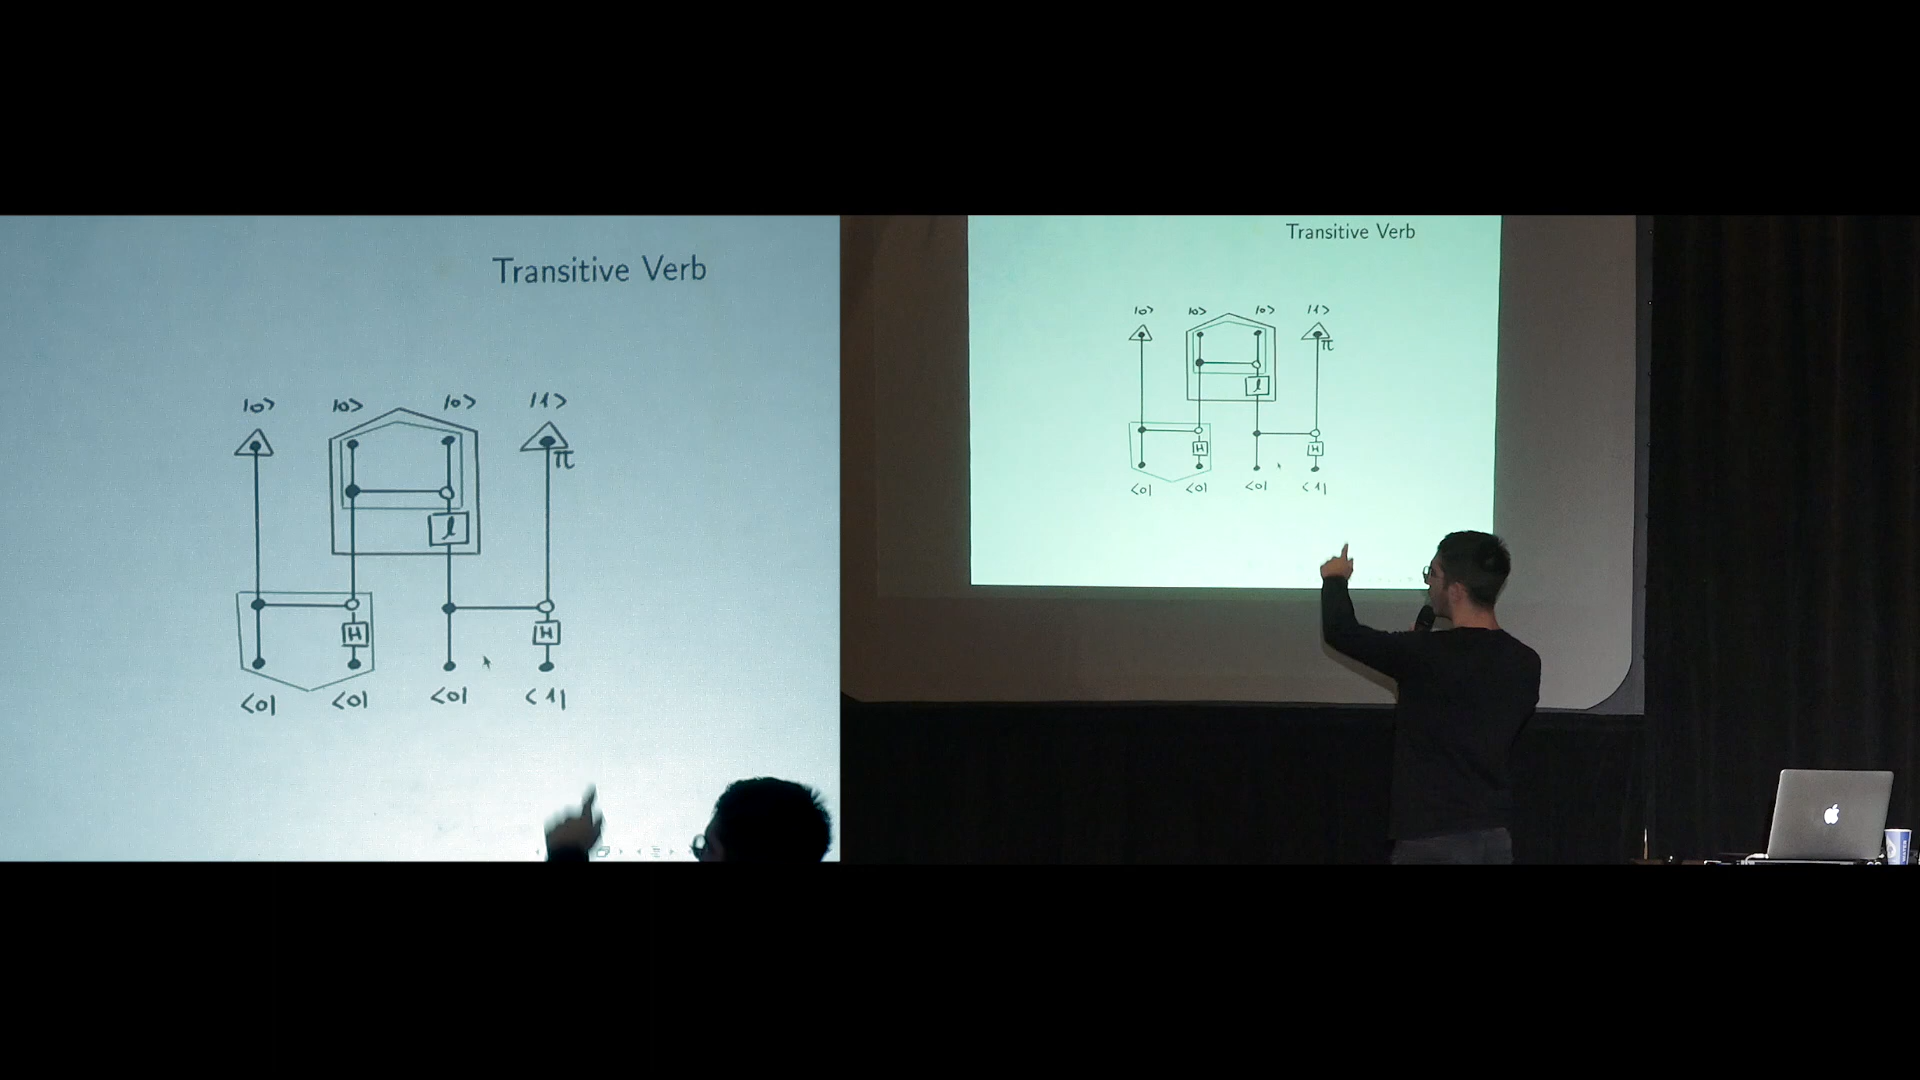 Transitive Verb
|0> |0> |0> |1>
π
l
H H
<0| <0| <0| <1|
Transitive Verb
|0> |0> |0> |1>
π
l
H H
<0| <0| <0| <1|